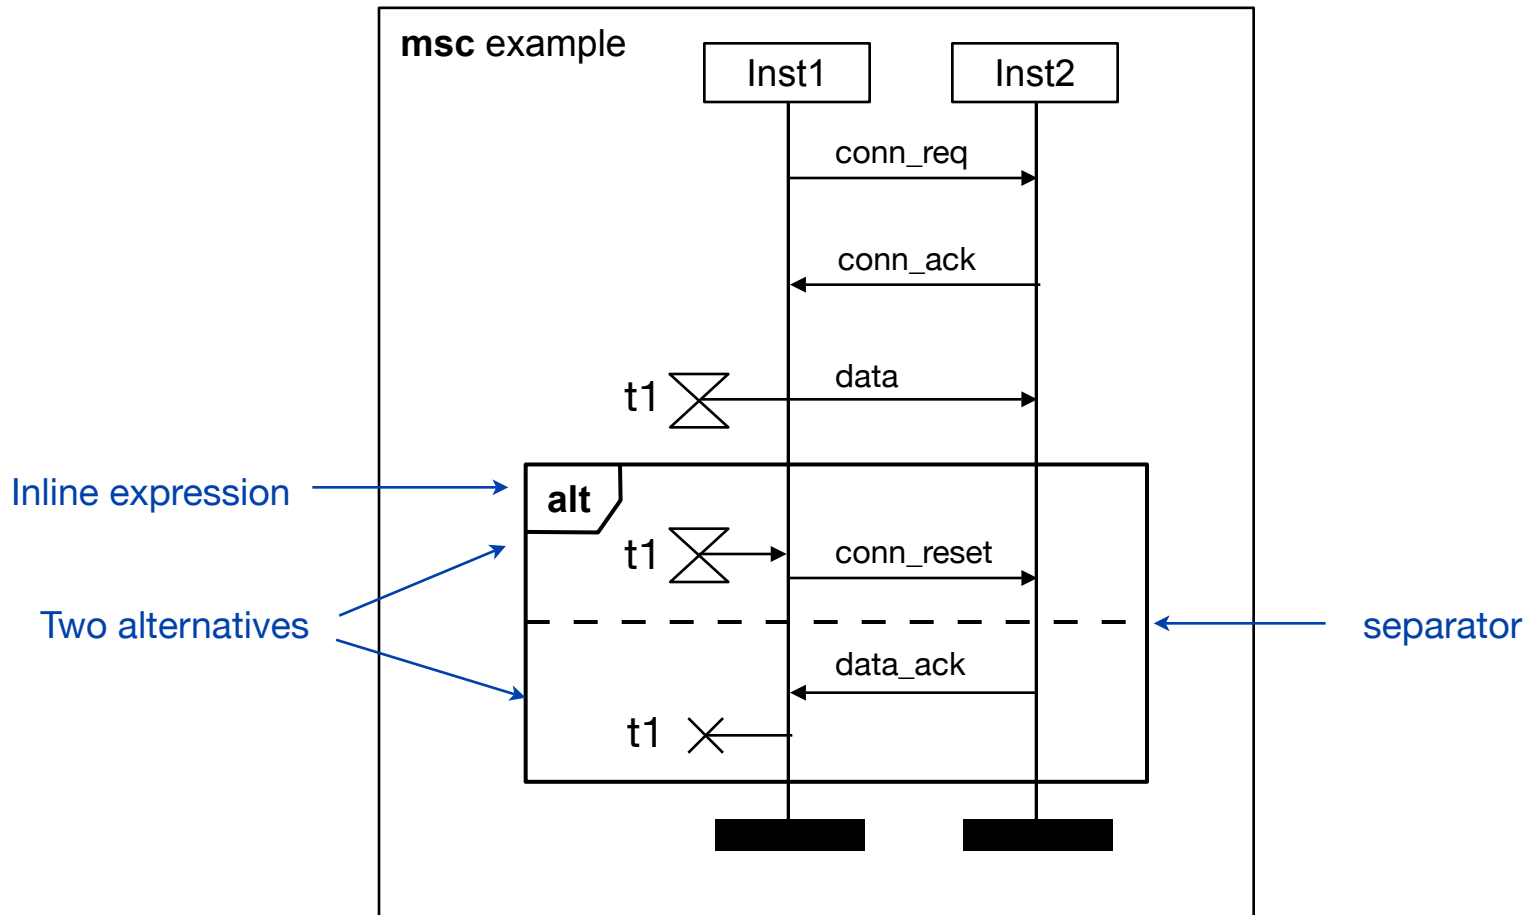 msc example
Inst1
Inst2
conn_req
conn_ack
t1
data
Inline expression
alt
t1
conn_reset
Two alternatives
separator
data_ack
t1